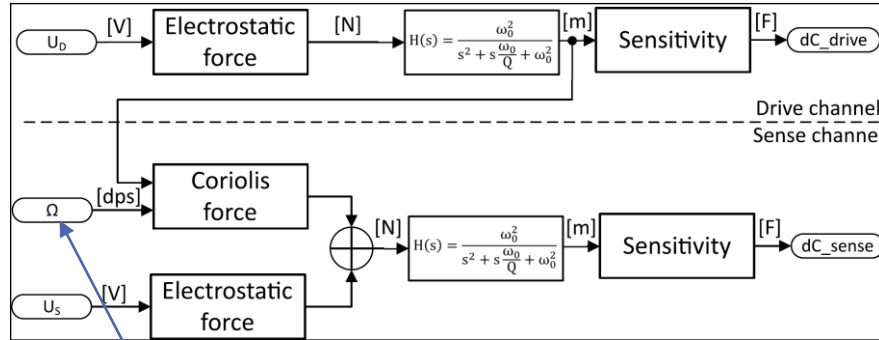 U_D [V] Electrostatic force [N] H(s) = ω₀² / (s² + s ω₀/Q + ω₀²) [m] Sensitivity [F] dC_drive
Drive channel
Sense channel
Ω [dps] Coriolis force
[N] H(s) = ω₀² / (s² + s ω₀/Q + ω₀²) [m] Sensitivity [F] dC_sense
U_S [V] Electrostatic force